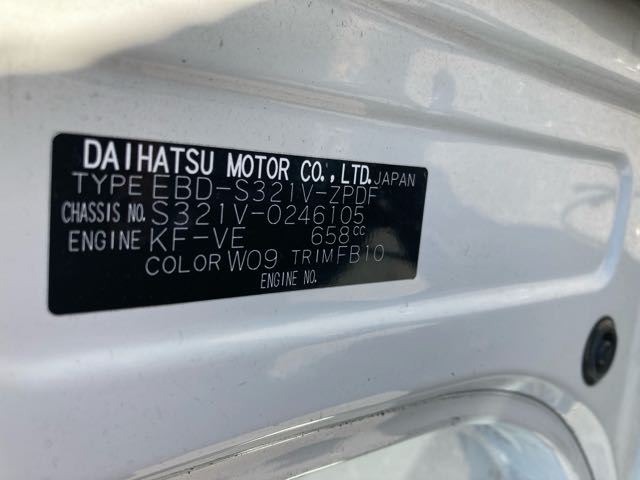 DAIHATSU MOTOR CO., LTD. JAPAN
TYPE EBD-S321V-ZPDF
CHASSIS NO. S321V-0246105
ENGINE KF-VE 658cc
COLOR W09 TRIM FB10
ENGINE NO.